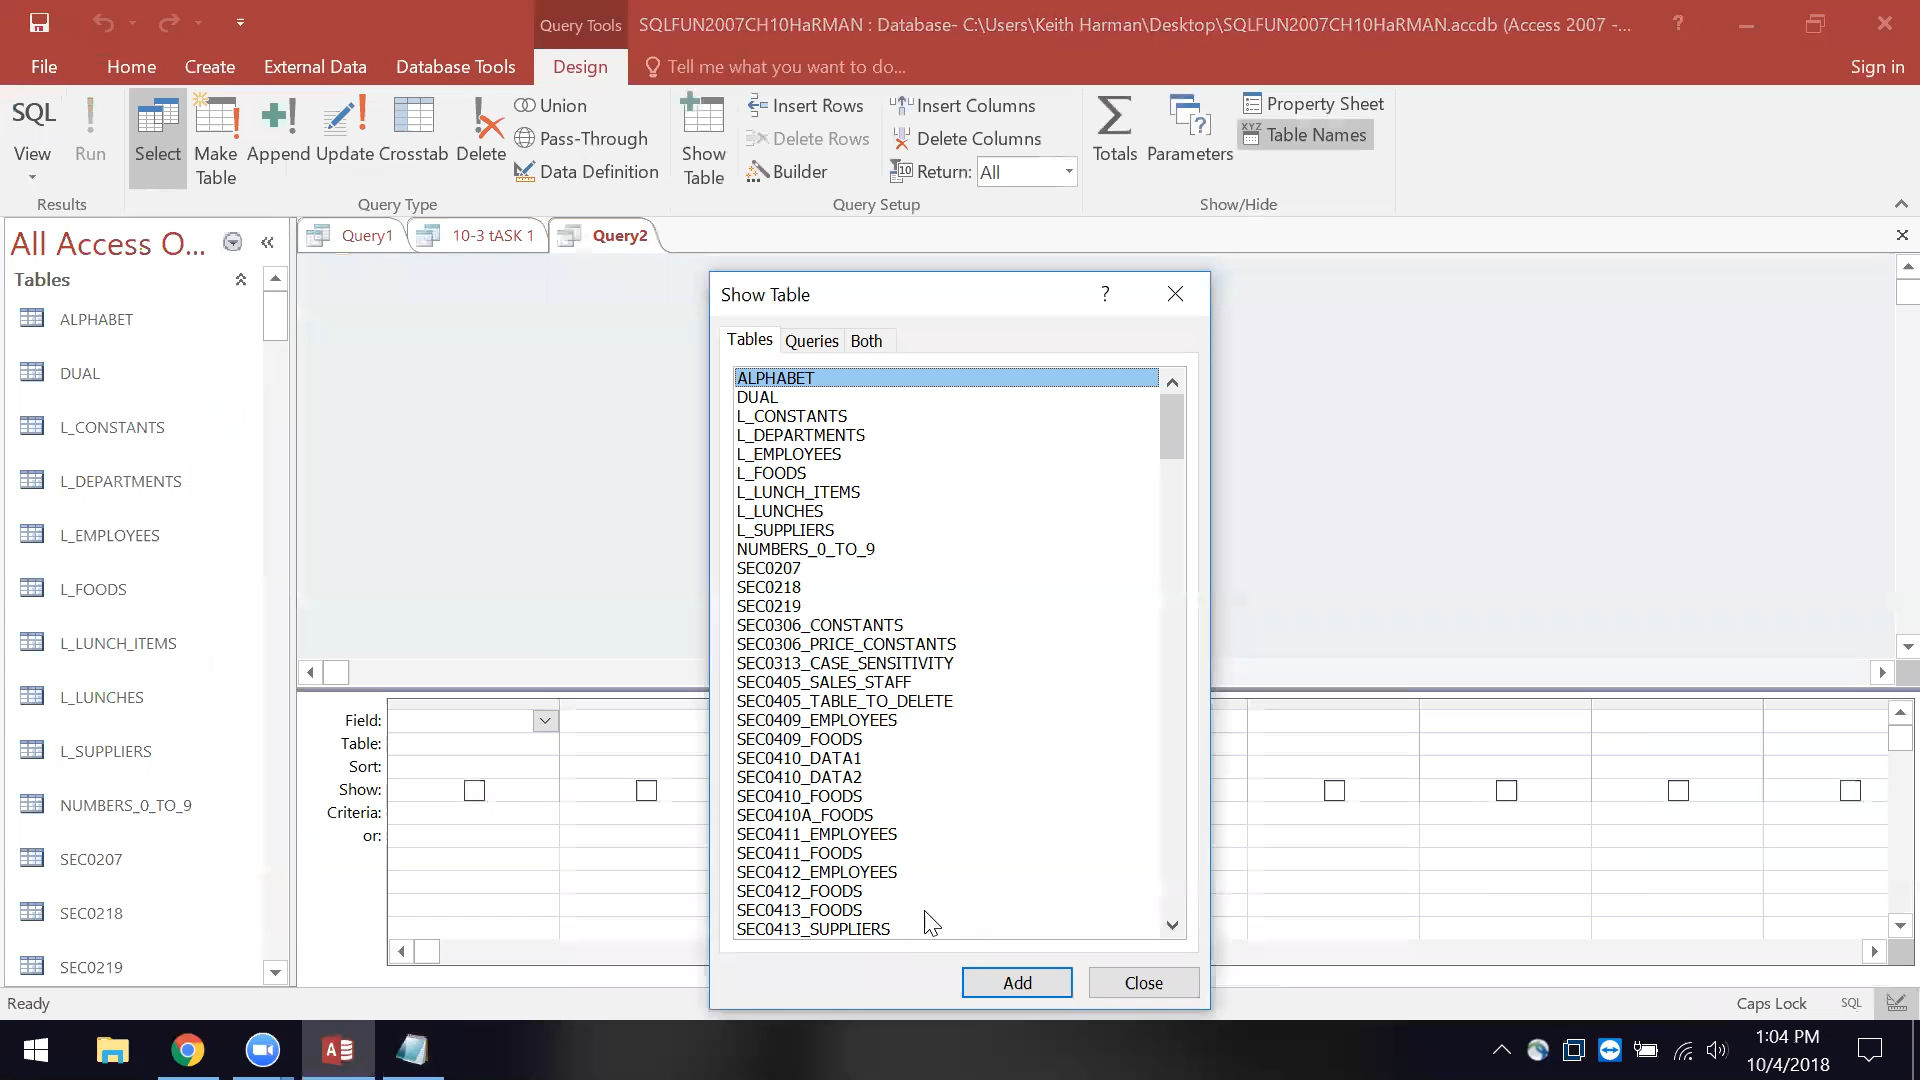 Query Tools
SQLFUN2007CH10HaRMAN : Database- C:\Users\Keith Harman\Desktop\SQLFUN2007CH10HaRMAN.accdb (Access 2007 -...
?
File
Home
Create
External Data
Database Tools
Design
Tell me what you want to do...
Sign in
SQL
View
Run
Select
Make
Table
Append
Update
Crosstab
Delete
Union
Pass-Through
Data Definition
Show
Table
Insert Rows
Delete Rows
Builder
Insert Columns
Delete Columns
Return: All
Totals
Parameters
Property Sheet
XYZ Table Names
Results
Query Type
Query Setup
Show/Hide
All Access O...
Query1
10-3 tASK 1
Query2
Tables
ALPHABET
DUAL
L_CONSTANTS
L_DEPARTMENTS
L_EMPLOYEES
L_FOODS
L_LUNCH_ITEMS
L_LUNCHES
L_SUPPLIERS
NUMBERS_0_TO_9
SEC0207
SEC0218
SEC0219
Show Table
?
Tables
Queries
Both
ALPHABET
DUAL
L_CONSTANTS
L_DEPARTMENTS
L_EMPLOYEES
L_FOODS
L_LUNCH_ITEMS
L_LUNCHES
L_SUPPLIERS
NUMBERS_0_TO_9
SEC0207
SEC0218
SEC0219
SEC0306_CONSTANTS
SEC0306_PRICE_CONSTANTS
SEC0313_CASE_SENSITIVITY
SEC0405_SALES_STAFF
SEC0405_TABLE_TO_DELETE
SEC0409_EMPLOYEES
SEC0409_FOODS
SEC0410_DATA1
SEC0410_DATA2
SEC0410_FOODS
SEC0410A_FOODS
SEC0411_EMPLOYEES
SEC0411_FOODS
SEC0412_EMPLOYEES
SEC0412_FOODS
SEC0413_FOODS
SEC0413_SUPPLIERS
Add
Close
Field:
Table:
Sort:
Show:
Criteria:
or:
Ready
Caps Lock
SQL
1:04 PM
10/4/2018